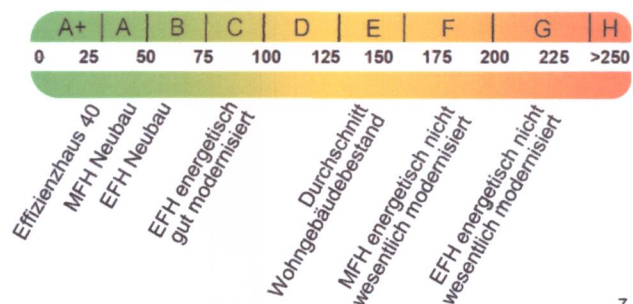 A+ A B C D E F G H
0 25 50 75 100 125 150 175 200 225 >250
Effizienzhaus 40
MFH Neubau
EFH Neubau
EFH energetisch
gut modernisiert
Durchschnitt
Wohngebäudebestand
MFH energetisch nicht
wesentlich modernisiert
EFH energetisch nicht
wesentlich modernisiert